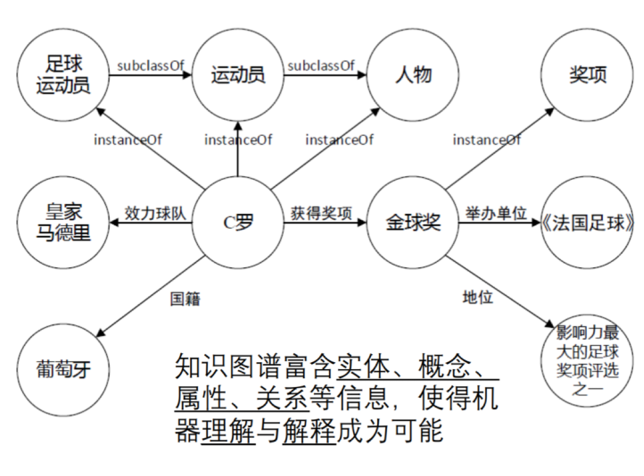 足球
运动员
subclassOf
运动员
subclassOf
人物
奖项
instanceOf
instanceOf
instanceOf
instanceOf
皇家
马德里
效力球队
C罗
获得奖项
金球奖
举办单位
《法国足球》
国籍
地位
葡萄牙
影响力最
大的足球
奖项评选
之一
知识图谱富含实体、概念、
属性、关系等信息，使得机
器理解与解释成为可能